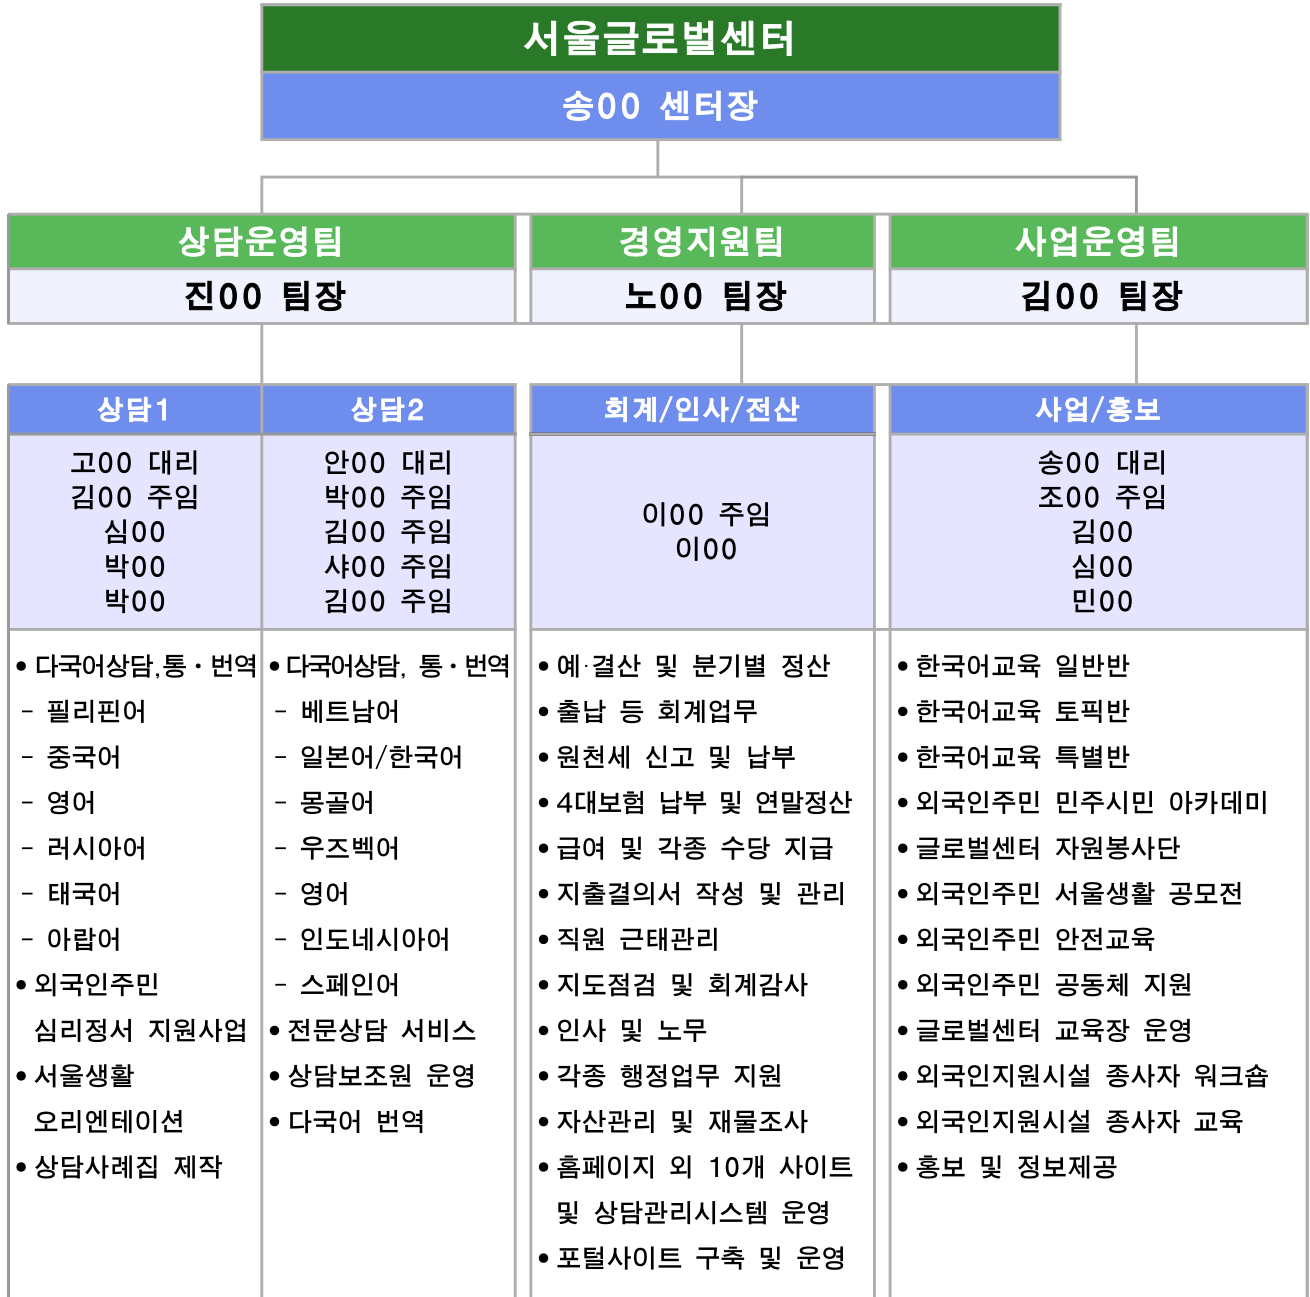 서울글로벌센터
송00 센터장
상담운영팀
진00 팀장
경영지원팀
노00 팀장
사업운영팀
김00 팀장
상담1
고00 대리
김00 주임
심00
박00
박00
• 다국어상담,통·번역
- 필리핀어
- 중국어
- 영어
- 러시아어
- 태국어
- 아랍어
• 외국인주민
심리정서 지원사업
• 서울생활
오리엔테이션
• 상담사례집 제작
상담2
안00 대리
박00 주임
김00 주임
샤00 주임
김00 주임
• 다국어상담, 통·번역
- 베트남어
- 일본어/한국어
- 몽골어
- 우즈벡어
- 영어
- 인도네시아어
- 스페인어
• 전문상담 서비스
• 상담보조원 운영
• 다국어 번역
회계/인사/전산
이00 주임
이00
• 예·결산 및 분기별 정산
• 출납 등 회계업무
• 원천세 신고 및 납부
• 4대보험 납부 및 연말정산
• 급여 및 각종 수당 지급
• 지출결의서 작성 및 관리
• 직원 근태관리
• 지도점검 및 회계감사
• 인사 및 노무
• 각종 행정업무 지원
• 자산관리 및 재물조사
• 홈페이지 외 10개 사이트
및 상담관리시스템 운영
• 포털사이트 구축 및 운영
사업/홍보
송00 대리
조00 주임
김00
심00
민00
• 한국어교육 일반반
• 한국어교육 토픽반
• 한국어교육 특별반
• 외국인주민 민주시민 아카데미
• 글로벌센터 자원봉사단
• 외국인주민 서울생활 공모전
• 외국인주민 안전교육
• 외국인주민 공동체 지원
• 글로벌센터 교육장 운영
• 외국인지원시설 종사자 워크숍
• 외국인지원시설 종사자 교육
• 홍보 및 정보제공